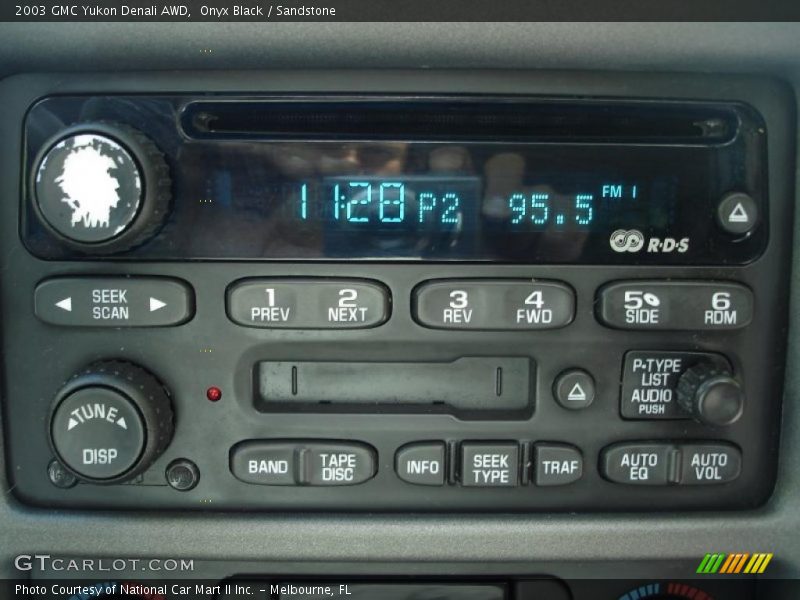 2003 GMC Yukon Denali AWD,  Onyx Black / Sandstone
11:28 P2 95.5 FM 1
R·D·S
SEEK
SCAN
1
PREV
2
NEXT
3
REV
4
FWD
5
SIDE
6
RDM
P•TYPE
LIST
AUDIO
PUSH
TUNE
DISP
BAND
TAPE
DISC
INFO
SEEK
TYPE
TRAF
AUTO
EQ
AUTO
VOL
GTCARLOT.COM
Photo Courtesy of National Car Mart II Inc. - Melbourne, FL